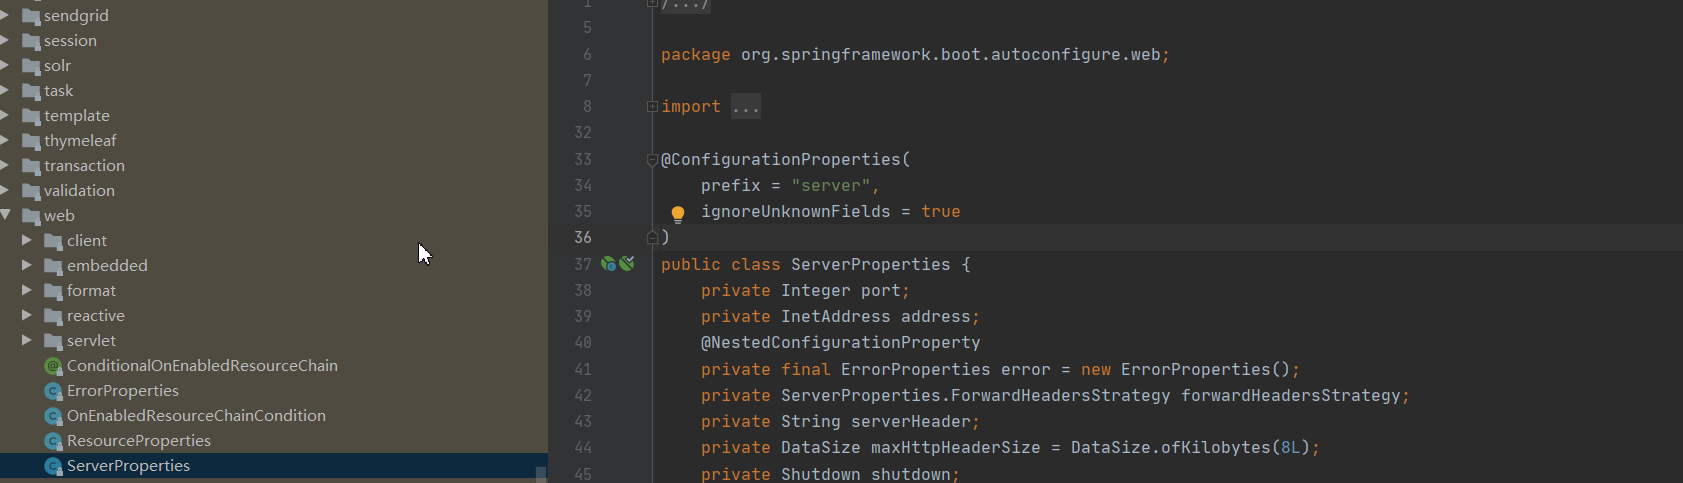 sendgrid
session
solr
task
template
thymeleaf
transaction
validation
web
client
embedded
format
reactive
servlet
ConditionalOnEnabledResourceChain
ErrorProperties
OnEnabledResourceChainCondition
ResourceProperties
ServerProperties
1 /.../
5
6 package org.springframework.boot.autoconfigure.web;
7
8 import ...
32
33 @ConfigurationProperties(
34 prefix = "server",
35 ignoreUnknownFields = true
36 )
37 public class ServerProperties {
38 private Integer port;
39 private InetAddress address;
40 @NestedConfigurationProperty
41 private final ErrorProperties error = new ErrorProperties();
42 private ServerProperties.ForwardHeadersStrategy forwardHeadersStrategy;
43 private String serverHeader;
44 private DataSize maxHttpHeaderSize = DataSize.ofKilobytes(8L);
45 private Shutdown shutdown;